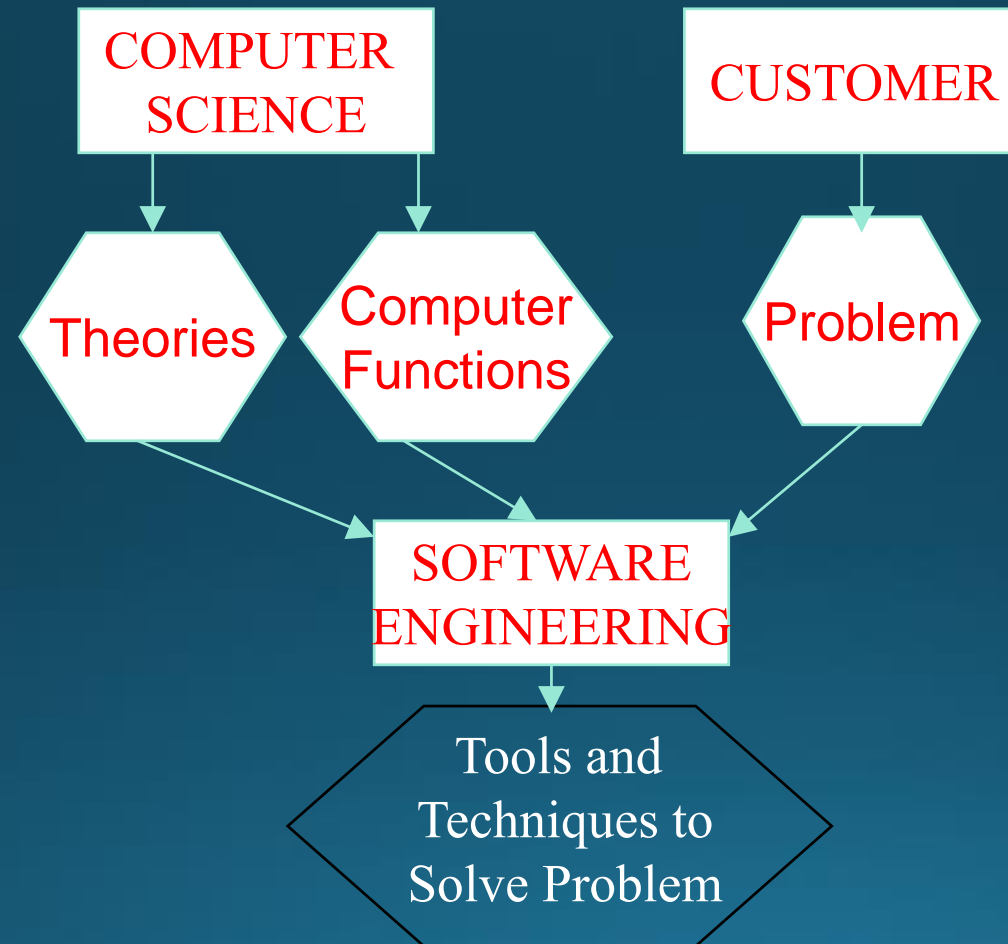 COMPUTER
SCIENCE
CUSTOMER
Theories
Computer
Functions
Problem
SOFTWARE
ENGINEERING
Tools and
Techniques to
Solve Problem